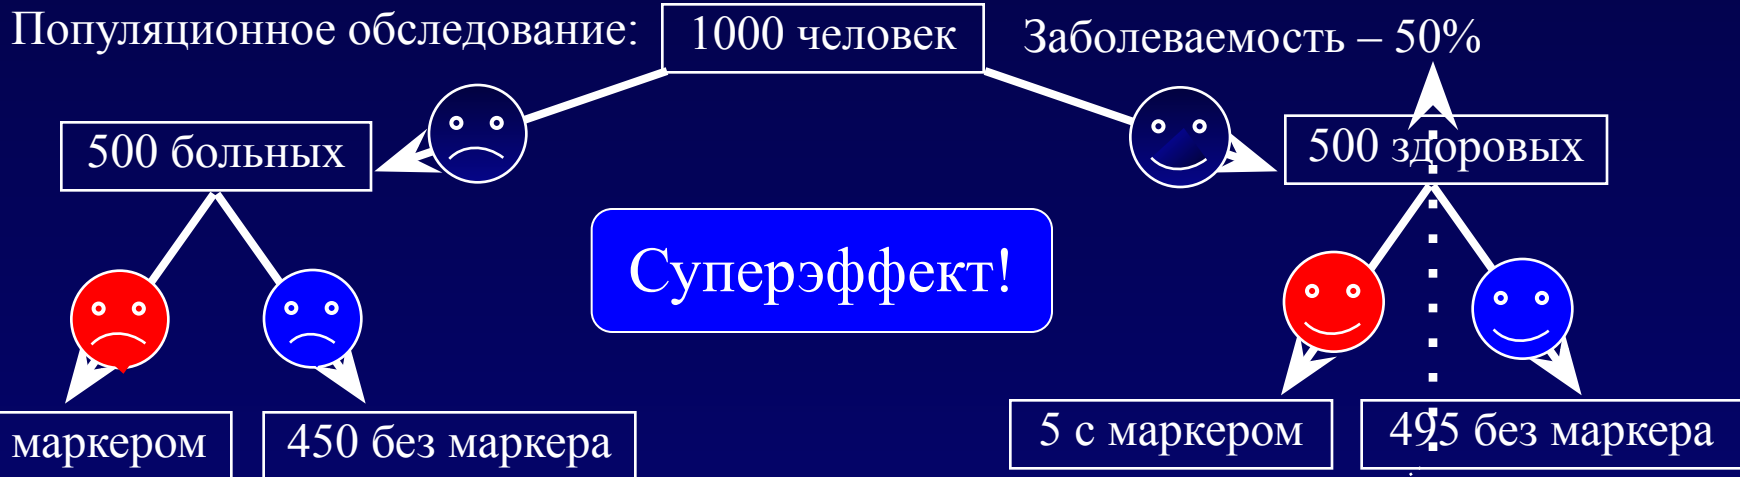 Популяционное обследование:
1000 человек
Заболеваемость – 50%
500 больных
500 здоровых
Суперэффект!
маркером
450 без маркера
5 с маркером
495 без маркера